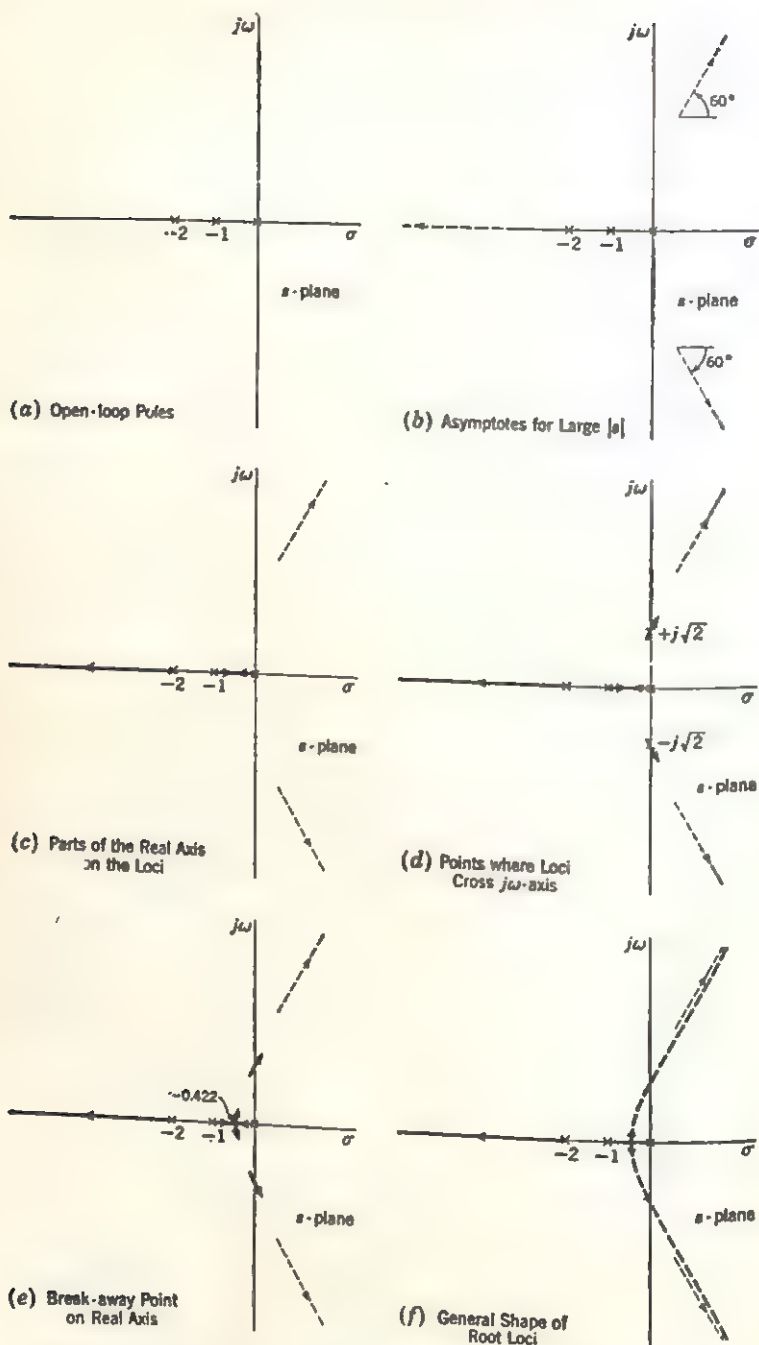 jω
-2 -1 σ
s-plane
(a) Open-loop Poles
jω
60°
-2 -1 σ
s-plane
60°
(b) Asymptotes for Large |s|
jω
-2 -1 σ
s-plane
(c) Parts of the Real Axis
on the Loci
jω
+j√2
-2 -1 σ
-j√2
s-plane
(d) Points where Loci
Cross jω-axis
jω
-0.422
-2 -1 σ
s-plane
(e) Break-away Point
on Real Axis
jω
-2 -1 σ
s-plane
(f) General Shape of
Root Loci